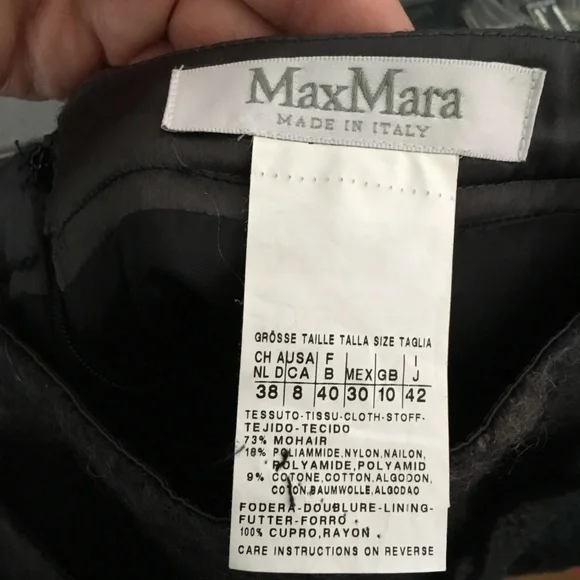 MaxMara
MADE IN ITALY
GRÖSSE TAILLE TALLA SIZE TAGLIA
CH A USA F I
NL D CA B MEX GB J
38 8 40 30 10 42
TESSUTO-TISSU-CLOTH-STOFF-
TEJIDO-TECIDO
73% MOHAIR
18% POLIAMMIDE,NYLON,NAILON,
POLYAMIDE,POLYAMID
9% COTONE,COTTON,ALGODON,
COTON,BAUMWOLLE,ALGODAO
FODERA-DOUBLURE-LINING-
FUTTER-FORRO
100% CUPRO,RAYON.
CARE INSTRUCTIONS ON REVERSE